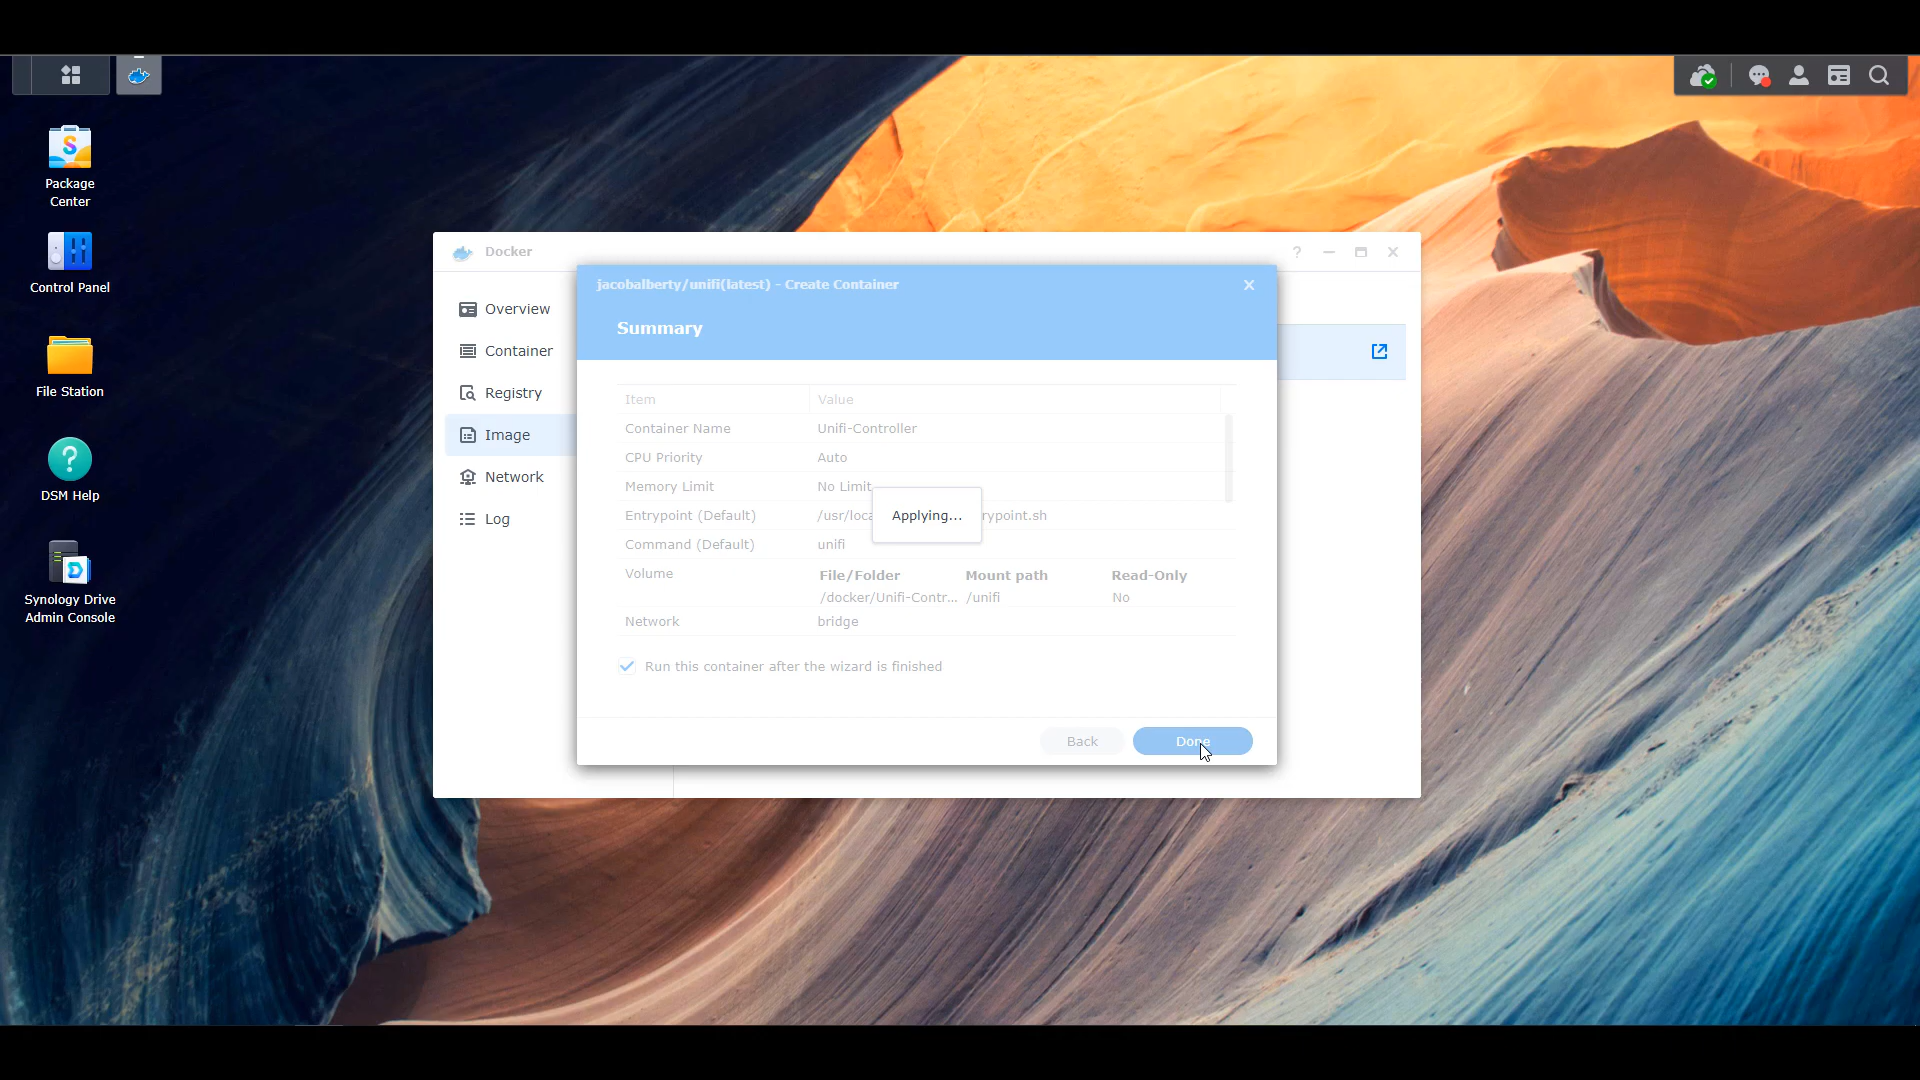 Package
Center
Control Panel
File Station
?
DSM Help
Synology Drive
Admin Console
Docker
?
Overview
Container
Registry
Image
Network
Log
jacobalberty/unifi(latest) - Create Container
Summary
Item Value
Container Name Unifi-Controller
CPU Priority Auto
Memory Limit No Limit
Entrypoint (Default) /usr/loca rypoint.sh
Applying...
Command (Default) unifi
Volume File/Folder Mount path Read-Only
/docker/Unifi-Contr... /unifi No
Network bridge
Run this container after the wizard is finished
Back Done